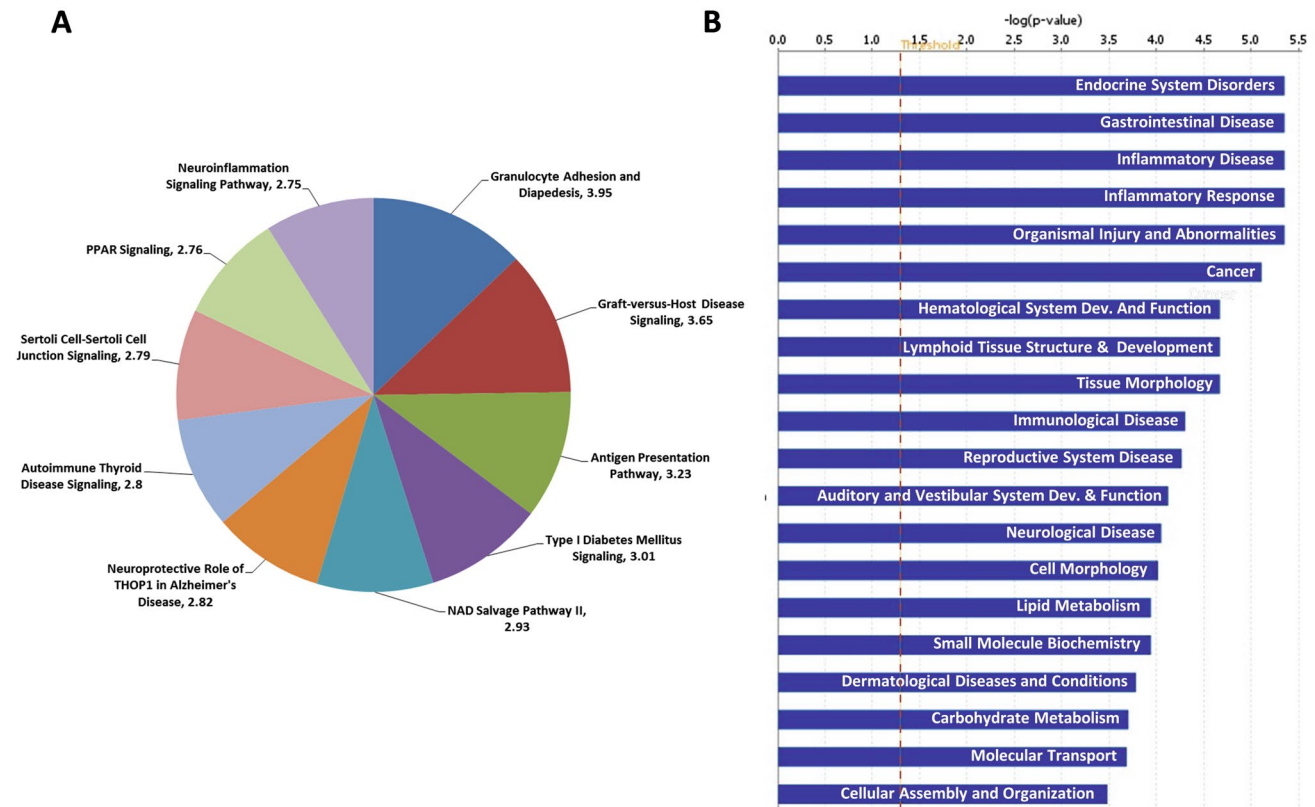 A
Neuroinflammation
Signaling Pathway, 2.75
Granulocyte Adhesion and
Diapedesis, 3.95
PPAR Signaling, 2.76
Graft-versus-Host Disease
Signaling, 3.65
Sertoli Cell-Sertoli Cell
Junction Signaling, 2.79
Antigen Presentation
Pathway, 3.23
Autoimmune Thyroid
Disease Signaling, 2.8
Type I Diabetes Mellitus
Signaling, 3.01
Neuroprotective Role of
THOP1 in Alzheimer's
Disease, 2.82
NAD Salvage Pathway II,
2.93
B
-log(p-value)
0.0 0.5 1.0 1.5 2.0 2.5 3.0 3.5 4.0 4.5 5.0 5.5
Threshold
Endocrine System Disorders
Gastrointestinal Disease
Inflammatory Disease
Inflammatory Response
Organismal Injury and Abnormalities
Cancer
Hematological System Dev. And Function
Lymphoid Tissue Structure & Development
Tissue Morphology
Immunological Disease
Reproductive System Disease
Auditory and Vestibular System Dev. & Function
Neurological Disease
Cell Morphology
Lipid Metabolism
Small Molecule Biochemistry
Dermatological Diseases and Conditions
Carbohydrate Metabolism
Molecular Transport
Cellular Assembly and Organization